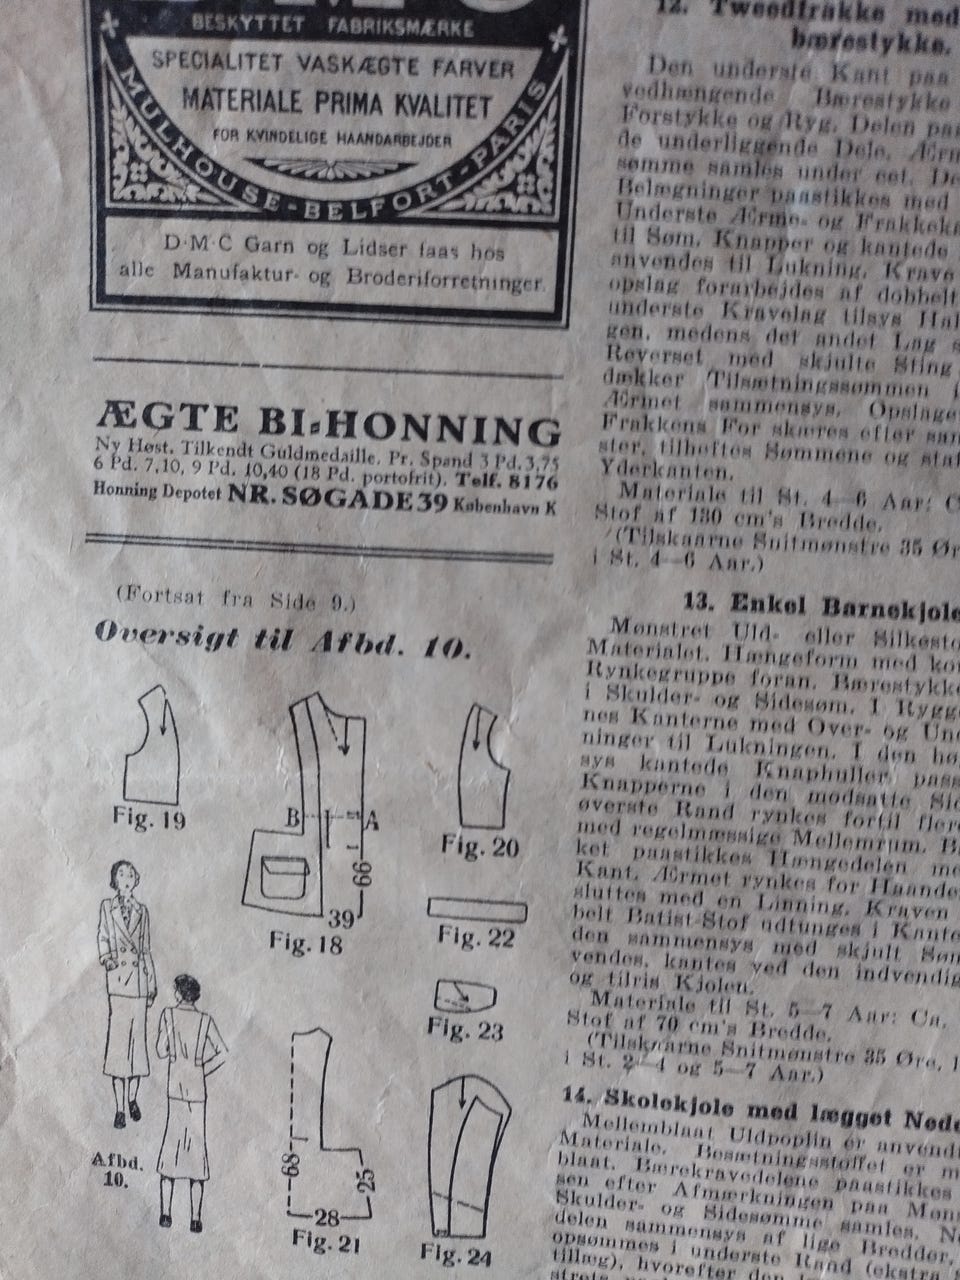 BESKYTTET FABRIKSMÆRKE
SPECIALITET VASKÆGTE FARVER
MATERIALE PRIMA KVALITET
FOR KVINDELIGE HAANDARBEJDER
MULHOUSE-BELFORT-PARIS
D·M·C Garn og Lidser faas hos
alle Manufaktur- og Broderiforretninger.
ÆGTE BI-HONNING
Ny Høst. Tilkendt Guldmedaille. Pr. Spand 3 Pd. 3,75
6 Pd. 7,10, 9 Pd. 10,40 (18 Pd. portofrit). Telf. 8176
Honning Depotet NR. SØGADE 39 København K
(Fortsat fra Side 9.)
Oversigt til Afbd. 10.
Fig. 19
B
A
66
39
Fig. 18
Fig. 20
Fig. 22
Fig. 23
Afbd.
10.
68
25
28
Fig. 21
Fig. 24
12. Tweedfrakke med
bærestykke.
Den underste Kant paa
vedhængende Bærestykke
Forstykke og Ryg. Delen
de underliggende Dele.
sømme samles under eet.
Belægninger paastikkes med
Underste Ærme- og
til Søm. Knapper og kantede
anvendes til Lukning. Krave
opslag forarbejdes af dobbelt
underste Kravelag tilsys
gen, medens det andet Lag
Reverset med skjulte Sting
dækker Tilsætningssømmen
Ærmet sammensys.
Frakkens For skæres efter
ster, tilheftes Sømmene og
Yderkanten.
Materiale til St. 4—6 Aar:
Stof af 130 cm's Bredde.
(Tilskaarne Snitmønstre 35
i St. 4—6 Aar.)
13. Enkel Barnekjole
Mønstret Uld- eller
Materialet. Hængeform med
Rynkegruppe foran.
i Skulder- og Sidesøm. I
nes Kanterne med Over- og
ninger til Lukningen. I den
sys kantede Knaphuller
Knapperne i den modsatte
øverste Rand rynkes fortil
med regelmæssige Mellemrum.
ket paastikkes Hængedelen
Kant. Ærmet rynkes for
sluttes med en Linning. Kraven
belt Batist-Stof udtunges i
den sammensys med skjult
vendes, kantes ved den
og tilris Kjolen.
Materiale til St. 5—7 Aar: Ca.
Stof af 70 cm's Bredde.
(Tilskaarne Snitmønstre 35 Øre,
i St. 2—4 og 5—7 Aar.)
14. Skolekjole med lægget
Mellemblaat Uldpoplin er
Materiale. Besætningsstoffet er
blaat. Bærekravedelene paastikkes
sen efter Afmærkningen paa
Skulder- og Sidesømme samles.
delen sammensys af lige Bredder,
opsømmes i underste Rand (ekstra
tillæg), hvorefter den